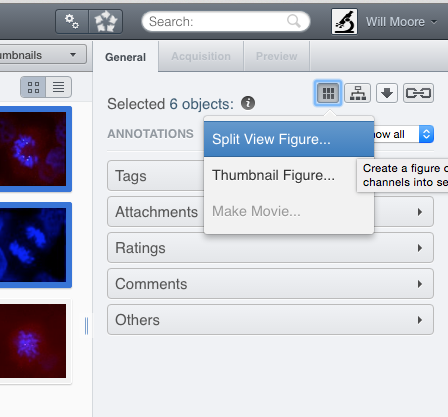 Search:
Will Moore
umbnails
General
Acquisition
Preview
Selected 6 objects:
ANNOTATIONS
ow all
Split View Figure...
Create a figure o
channels into se
Thumbnail Figure...
Make Movie...
Tags
Attachments
Ratings
Comments
Others